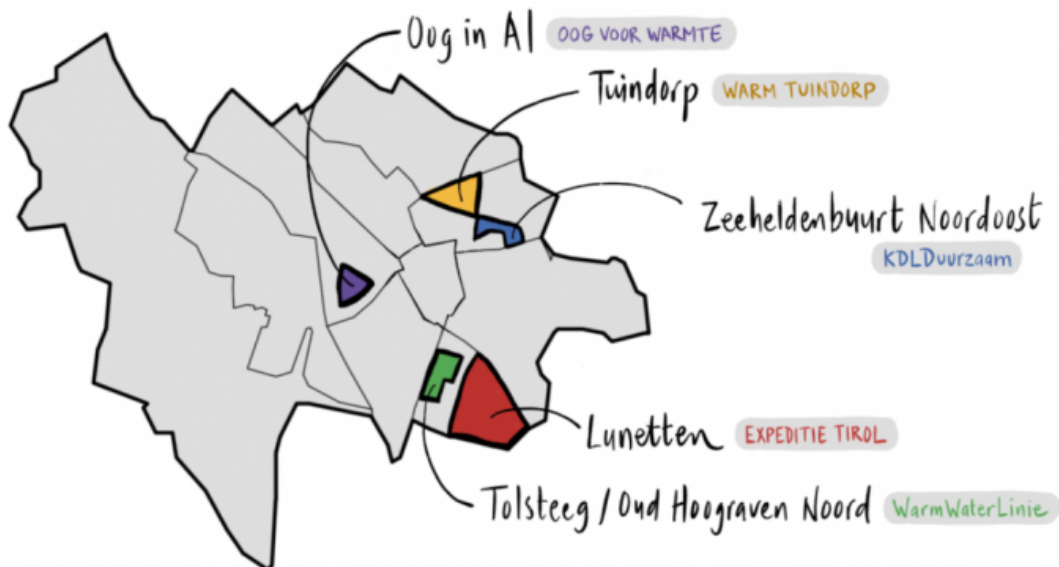 Oog in Al OOG VOOR WARMTE
Tuindorp WARM TUINDORP
Zeeheldenbuurt Noordoost
KDLDuurzaam
Lunetten EXPEDITIE TIROL
Tolsteeg / Oud Hoograven Noord WarmWaterLinie